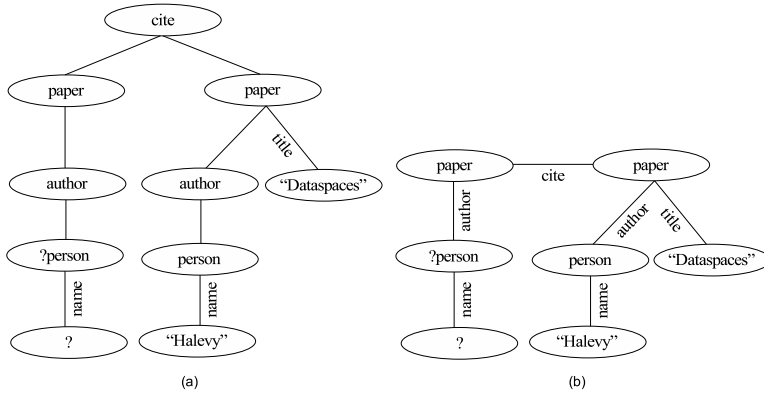 cite
paper
paper
title
author
author
"Dataspaces"
?person
person
name
name
?
"Halevy"
(a)
paper
cite
paper
author
author
title
?person
person
"Dataspaces"
name
name
?
"Halevy"
(b)